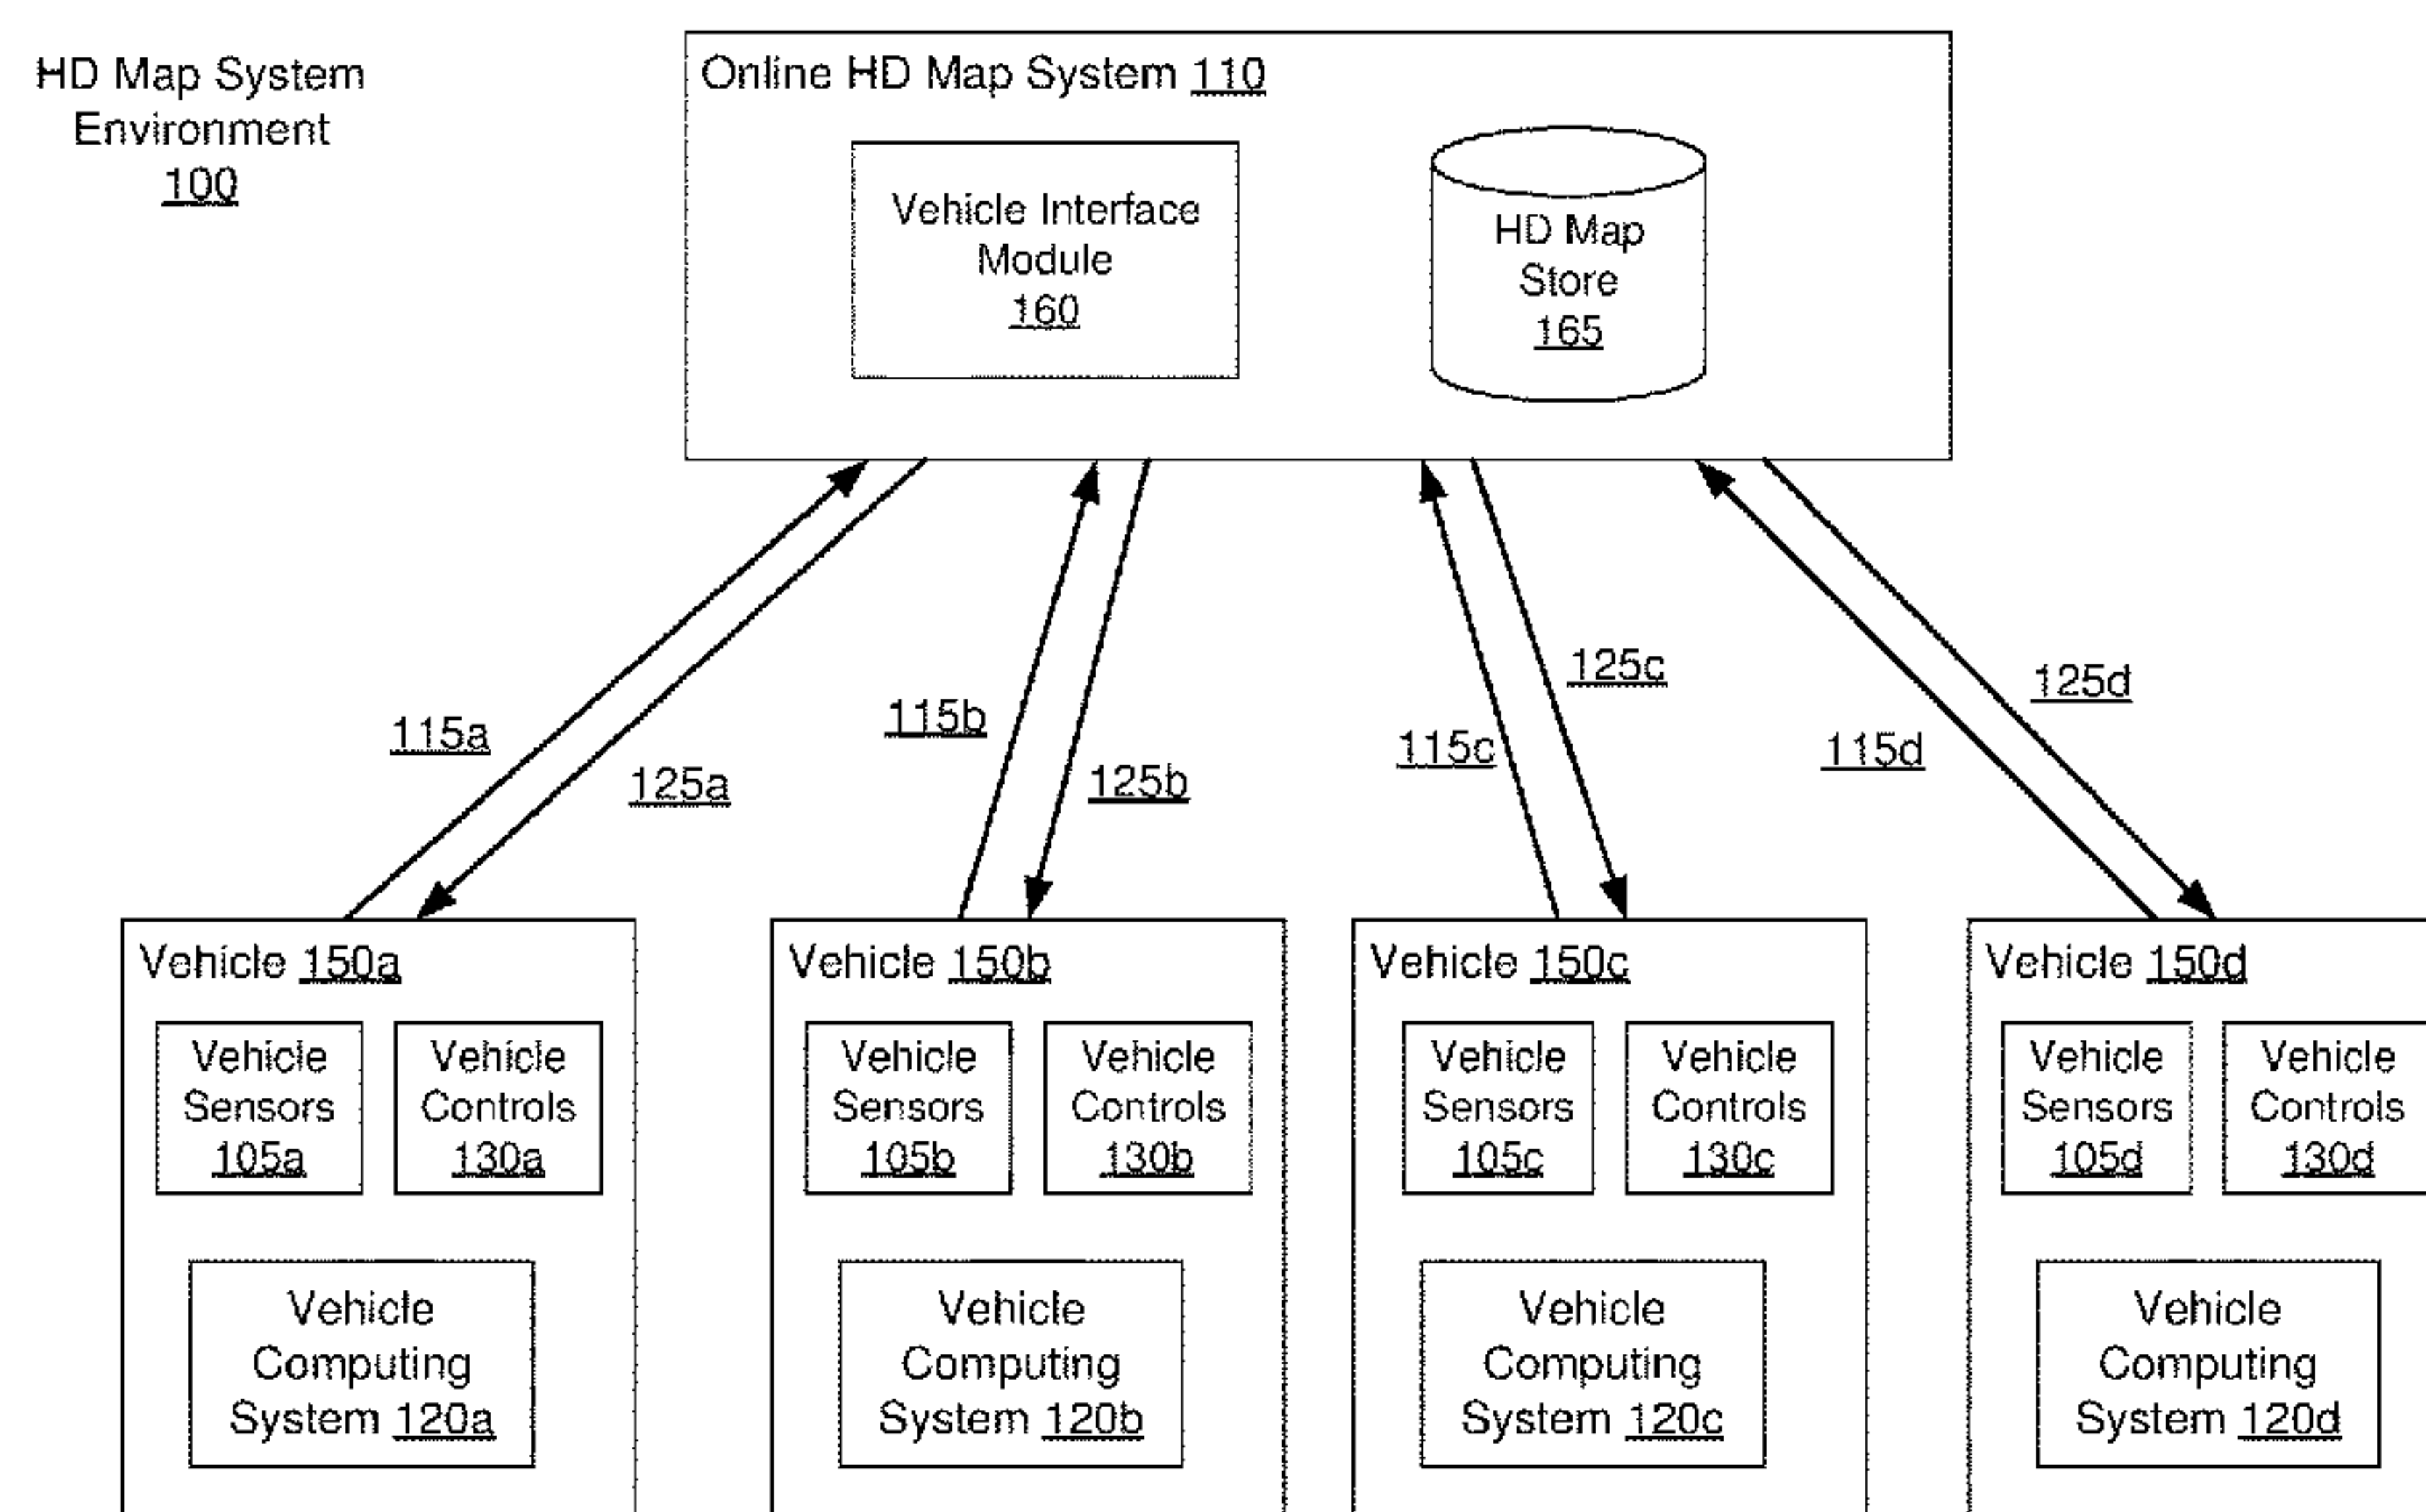 HD Map System
Environment
100
Online HD Map System 110
Vehicle Interface
Module
160
HD Map
Store
165
115a
125a
115b
125b
115c
125c
115d
125d
Vehicle 150a
Vehicle
Sensors
105a
Vehicle
Controls
130a
Vehicle
Computing
System 120a
Vehicle 150b
Vehicle
Sensors
105b
Vehicle
Controls
130b
Vehicle
Computing
System 120b
Vehicle 150c
Vehicle
Sensors
105c
Vehicle
Controls
130c
Vehicle
Computing
System 120c
Vehicle 150d
Vehicle
Sensors
105d
Vehicle
Controls
130d
Vehicle
Computing
System 120d